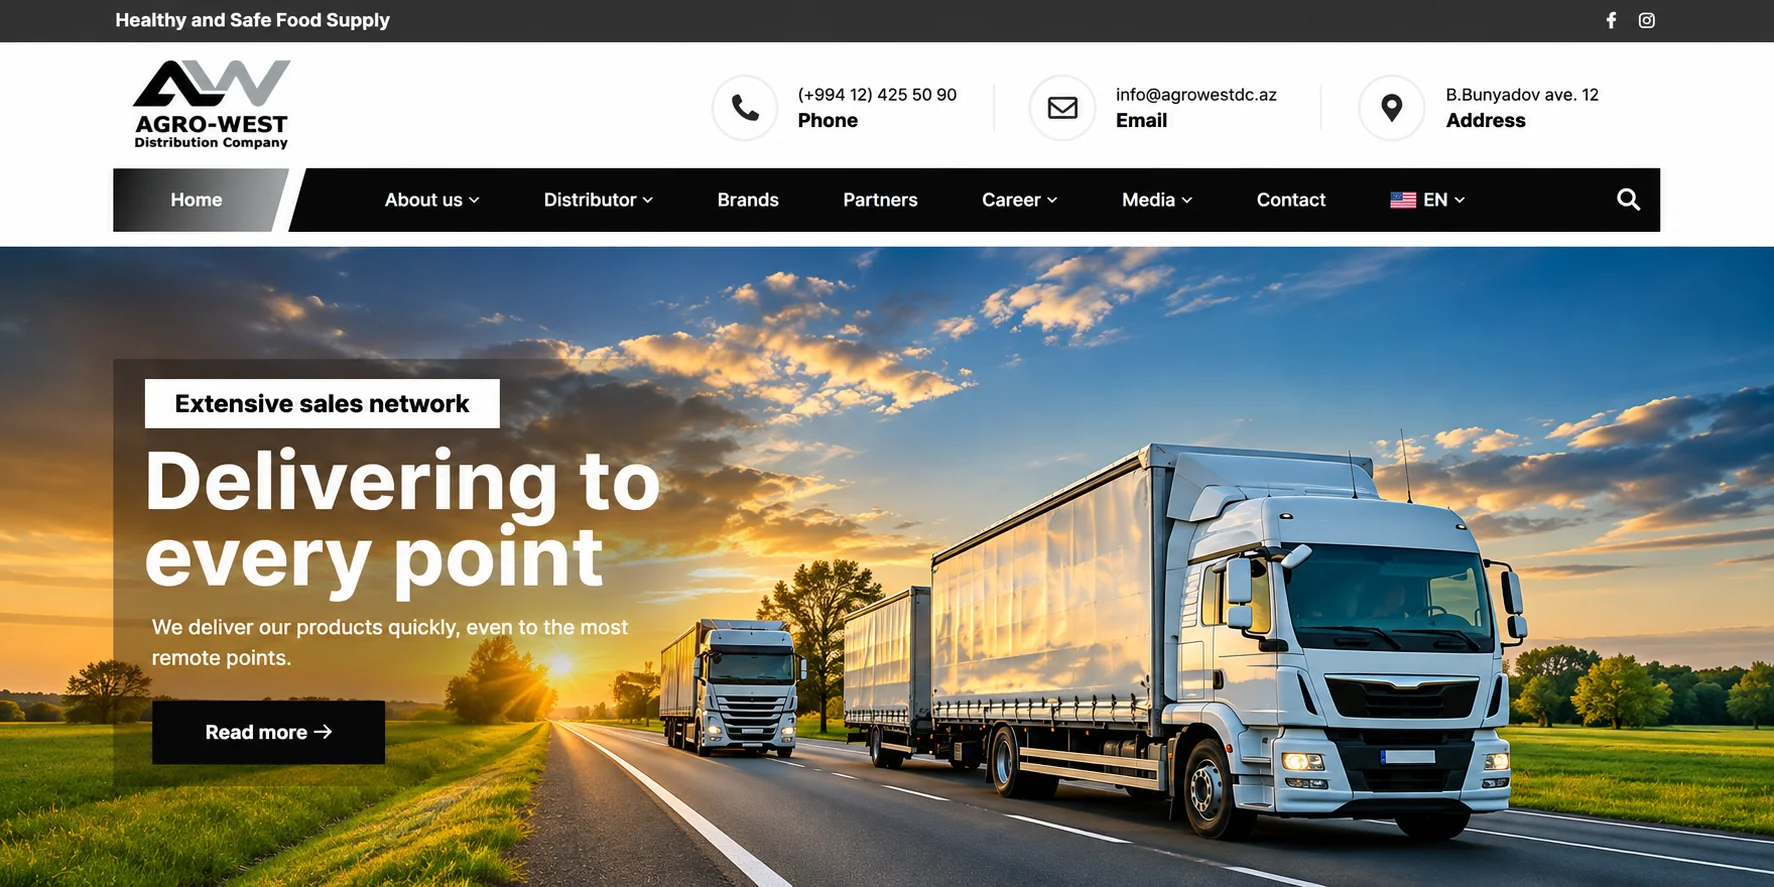 Healthy and Safe Food Supply
AW
AGRO-WEST
Distribution Company
(+994 12) 425 50 90
Phone
info@agrowestdc.az
Email
B.Bunyadov ave. 12
Address
Home
About us
Distributor
Brands
Partners
Career
Media
Contact
EN
Extensive sales network
Delivering to
every point
We deliver our products quickly, even to the most
remote points.
Read more →